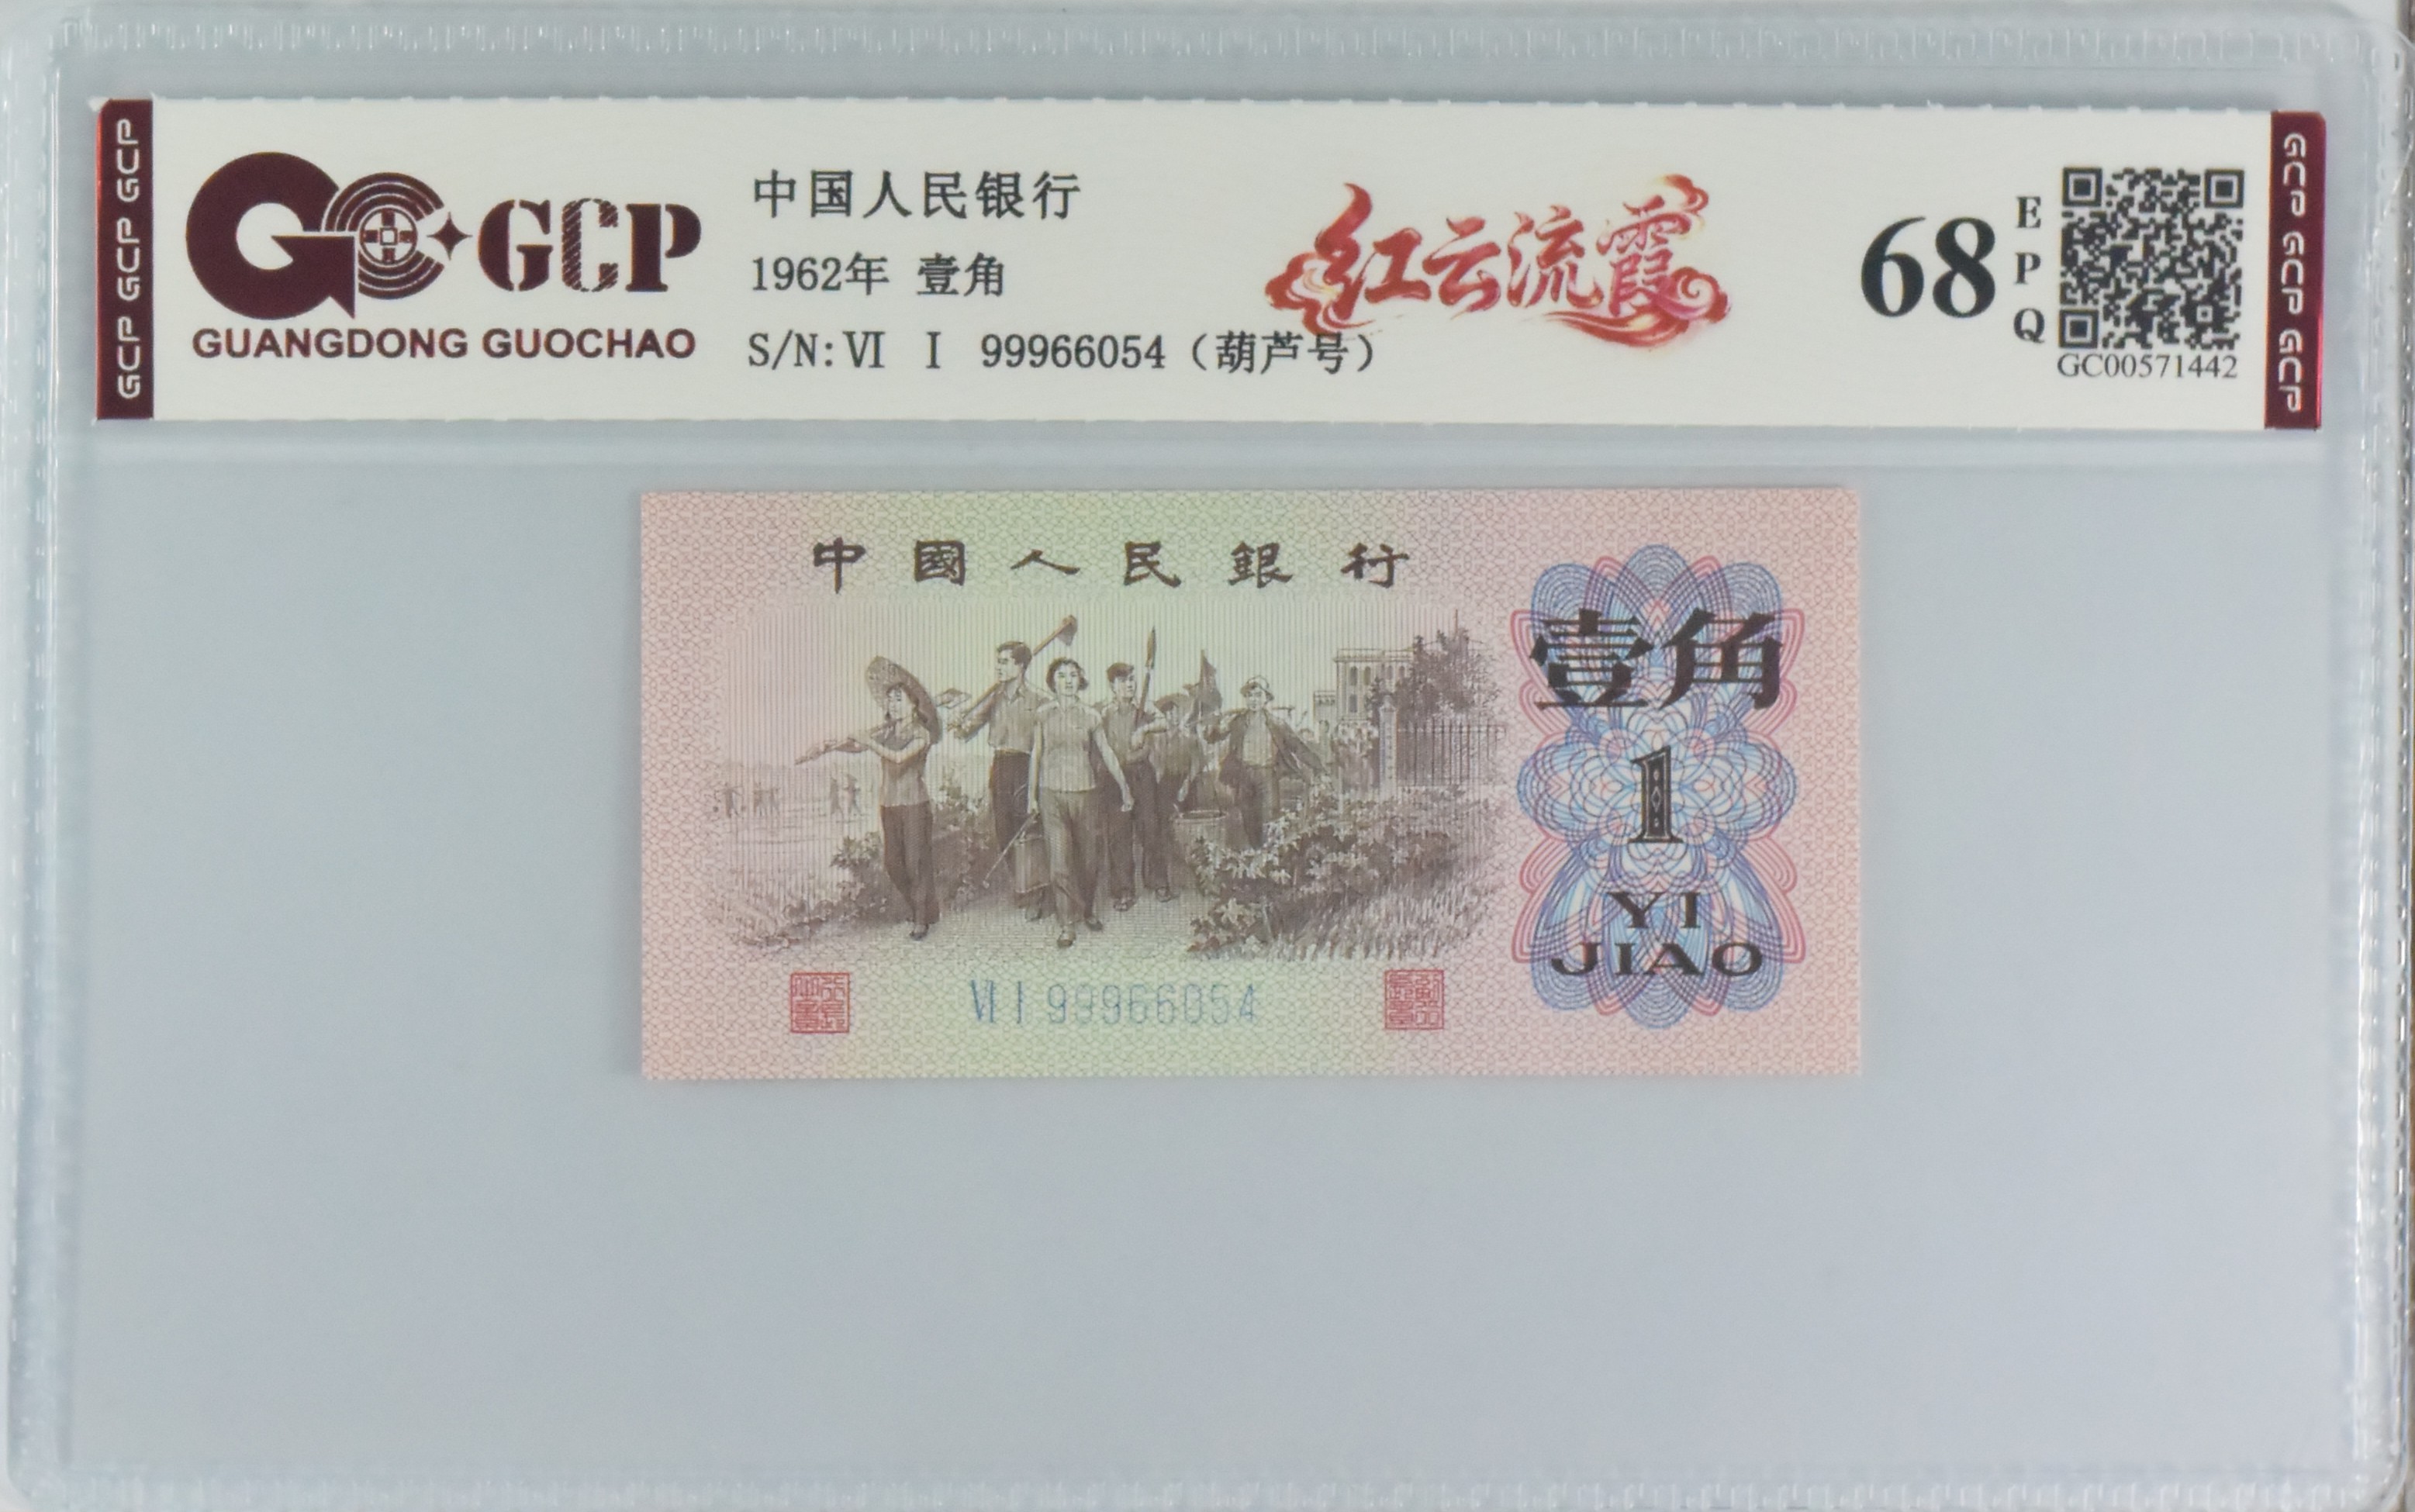 GCP GCP GCP
GCP
GUANGDONG GUOCHAO
中国人民银行
1962年 壹角
S/N: VI I 99966054（葫芦号）
红云流霞
68
EPQ
GC00571442
GCP GCP GCP
中國人民銀行
壹角
1
YI
JIAO
VI I 99966054